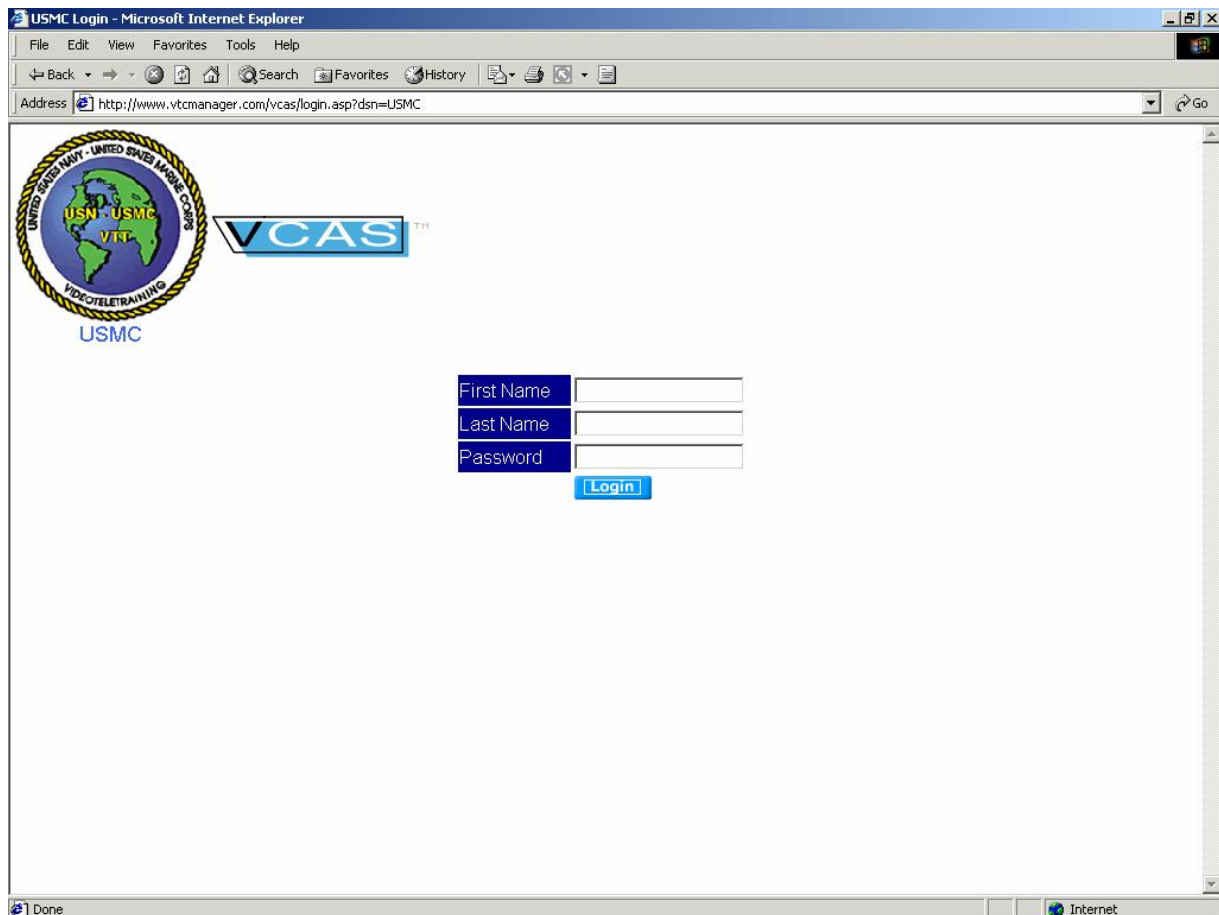 USMC Login - Microsoft Internet Explorer
File Edit View Favorites Tools Help
Back Search Favorites History
Address http://www.vtcmanager.com/vcas/login.asp?dsn=USMC Go
UNITED STATES NAVY - UNITED STATES MARINE CORPS
USN - USMC
VTT
VIDEOTELETRAINING
VCAS TM
USMC
First Name
Last Name
Password
Login
Done Internet